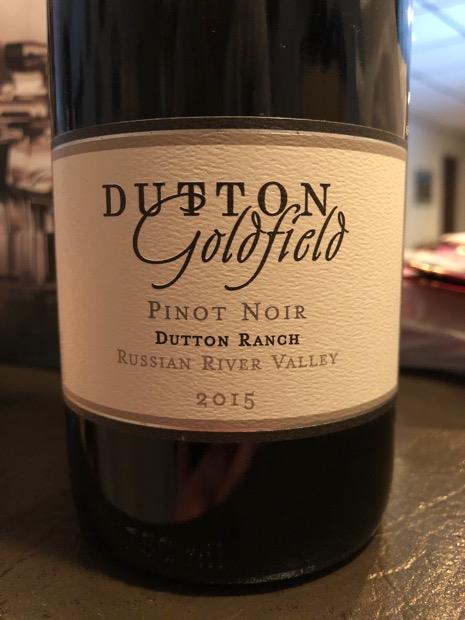 DUTTON
Goldfield
PINOT NOIR
DUTTON RANCH
RUSSIAN RIVER VALLEY
2015